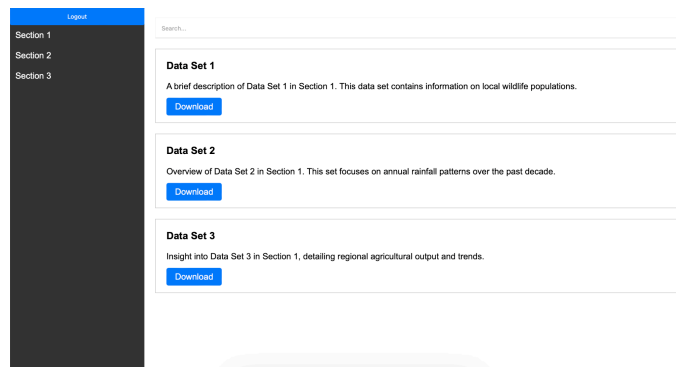 Logout
Section 1
Section 2
Section 3
Search...
Data Set 1
A brief description of Data Set 1 in Section 1. This data set contains information on local wildlife populations.
Download
Data Set 2
Overview of Data Set 2 in Section 1. This set focuses on annual rainfall patterns over the past decade.
Download
Data Set 3
Insight into Data Set 3 in Section 1, detailing regional agricultural output and trends.
Download